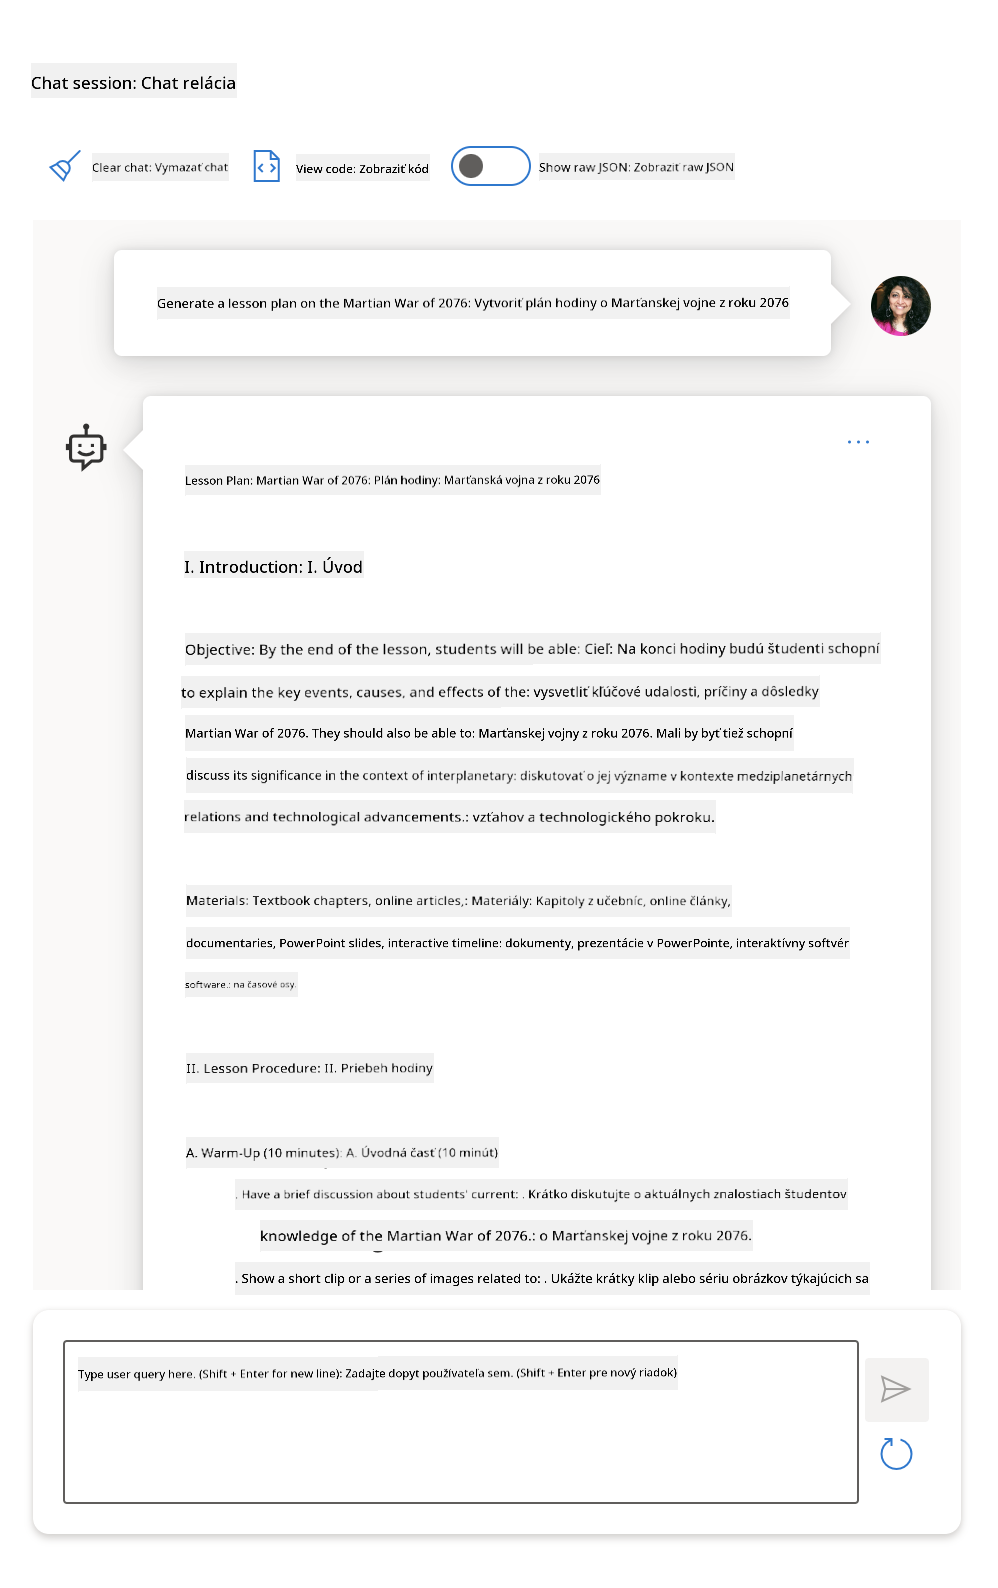 Chat session: Chat relácia
Clear chat: Vymazať chat
View code: Zobraziť kód
Show raw JSON: Zobraziť raw JSON
Generate a lesson plan on the Martian War of 2076: Vytvoriť plán hodiny o Marťanskej vojne z roku 2076
Lesson Plan: Martian War of 2076: Plán hodiny: Marťanská vojna z roku 2076
I. Introduction: I. Úvod
Objective: By the end of the lesson, students will be able: Cieľ: Na konci hodiny budú študenti schopní
to explain the key events, causes, and effects of the: vysvetliť kľúčové udalosti, príčiny a dôsledky
Martian War of 2076. They should also be able to: Marťanskej vojny z roku 2076. Mali by byť tiež schopní
discuss its significance in the context of interplanetary: diskutovať o jej význame v kontexte medziplanetárnych
relations and technological advancements.: vzťahov a technologického pokroku.
Materials: Textbook chapters, online articles,: Materiály: Kapitoly z učebníc, online články,
documentaries, PowerPoint slides, interactive timeline: dokumenty, prezentácie v PowerPointe, interaktívny softvér
software.: na časové osy.
II. Lesson Procedure: II. Priebeh hodiny
A. Warm-Up (10 minutes): A. Úvodná časť (10 minút)
. Have a brief discussion about students' current: . Krátko diskutujte o aktuálnych znalostiach študentov
knowledge of the Martian War of 2076.: o Marťanskej vojne z roku 2076.
. Show a short clip or a series of images related to: . Ukážte krátky klip alebo sériu obrázkov týkajúcich sa
Type user query here. (Shift + Enter for new line): Zadajte dopyt používateľa sem. (Shift + Enter pre nový riadok)